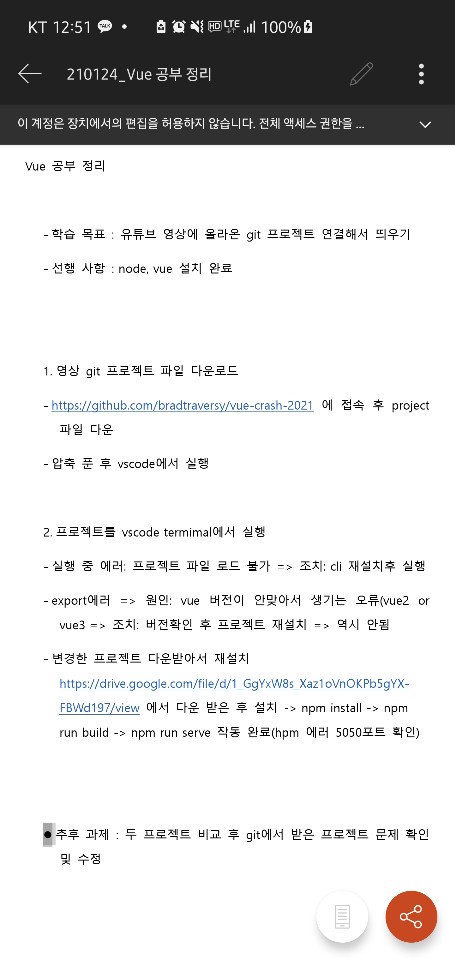 KT 12:51 TALK • HD LTE 100%
210124_Vue 공부 정리
이 계정은 장치에서의 편집을 허용하지 않습니다. 전체 액세스 권한을 ...
Vue 공부 정리
- 학습 목표 : 유튜브 영상에 올라온 git 프로젝트 연결해서 띄우기
- 선행 사항 : node, vue 설치 완료
1. 영상 git 프로젝트 파일 다운로드
- https://github.com/bradtraversy/vue-crash-2021 에 접속 후 project
파일 다운
- 압축 푼 후 vscode에서 실행
2. 프로젝트를 vscode termimal에서 실행
- 실행 중 에러: 프로젝트 파일 로드 불가 => 조치: cli 재설치후 실행
- export에러 => 원인: vue 버전이 안맞아서 생기는 오류(vue2 or
vue3 => 조치: 버전확인 후 프로젝트 재설치 => 역시 안됨
- 변경한 프로젝트 다운받아서 재설치
https://drive.google.com/file/d/1_GgYxW8s_Xaz1oVnOKPb5gYX-
FBWd197/view 에서 다운 받은 후 설치 -> npm install -> npm
run build -> npm run serve 작동 완료(hpm 에러 5050포트 확인)
● 추후 과제 : 두 프로젝트 비교 후 git에서 받은 프로젝트 문제 확인
및 수정